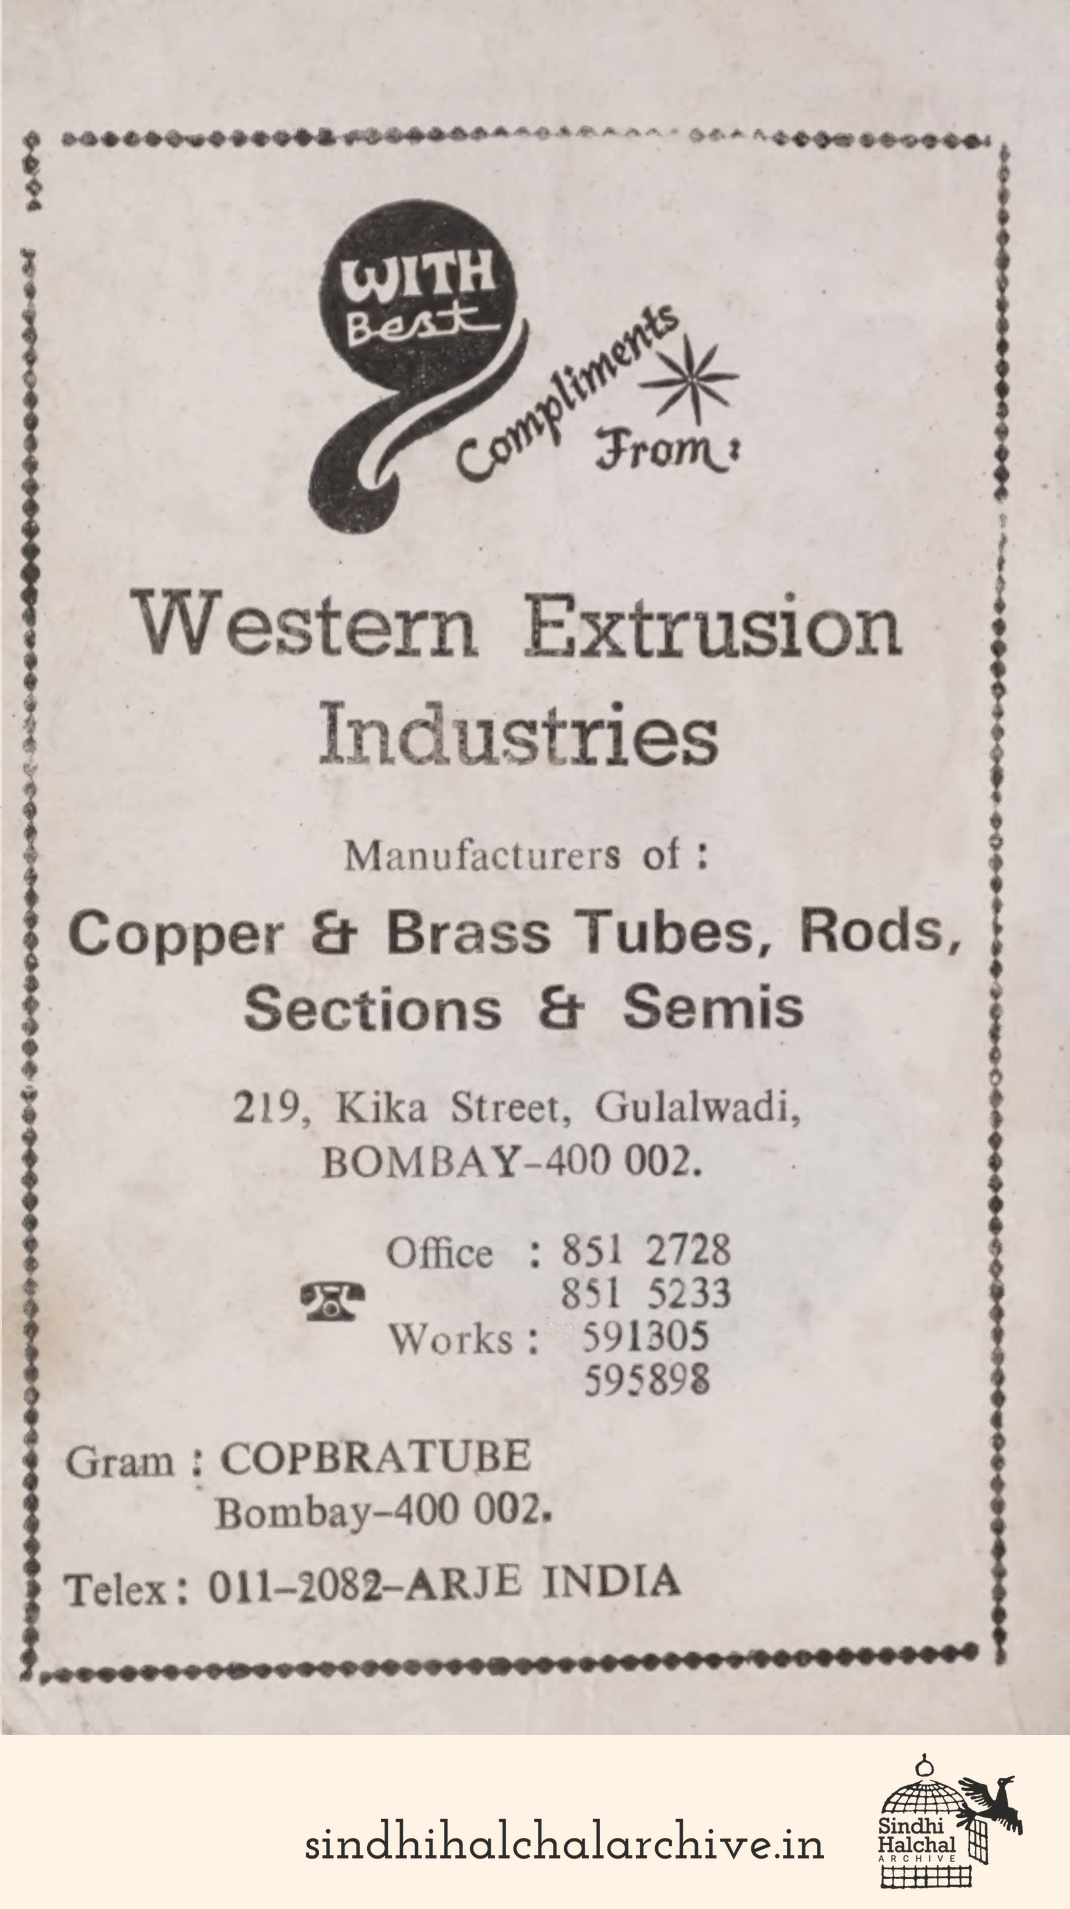 WITH
Best
Compliments
From :
Western Extrusion
Industries
Manufacturers of :
Copper & Brass Tubes, Rods,
Sections & Semis
219, Kika Street, Gulalwadi,
BOMBAY-400 002.
Office : 851 2728
851 5233
Works : 591305
595898
Gram : COPBRATUBE
Bombay-400 002.
Telex : 011-2082-ARJE INDIA
sindhihalchalarchive.in
Sindhi
Halchal
ARCHIVE